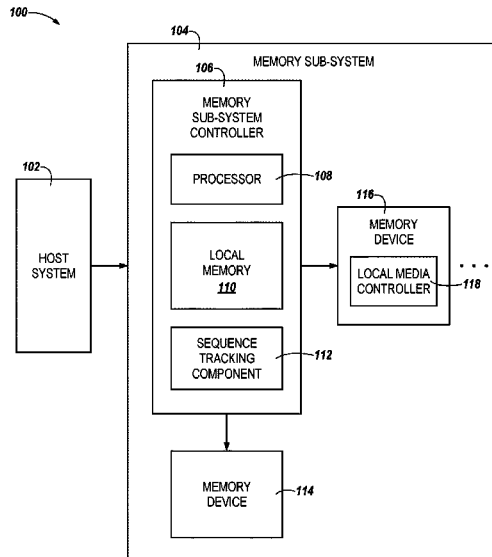 100
104
MEMORY SUB-SYSTEM
106
MEMORY
SUB-SYSTEM
CONTROLLER
PROCESSOR
108
LOCAL
MEMORY
110
SEQUENCE
TRACKING
COMPONENT
112
102
HOST
SYSTEM
116
MEMORY
DEVICE
LOCAL MEDIA
CONTROLLER
118
MEMORY
DEVICE
114